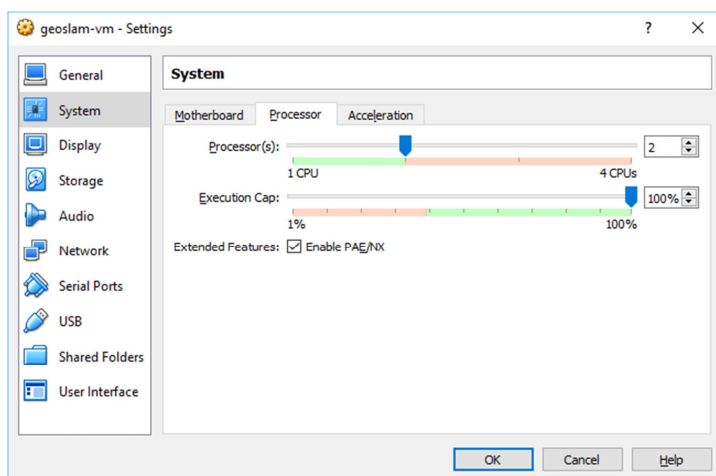 geoslam-vm - Settings ? X
General
System
Display
Storage
Audio
Network
Serial Ports
USB
Shared Folders
User Interface
System
Motherboard Processor Acceleration
Processor(s): 2
1 CPU 4 CPUs
Execution Cap: 100%
1% 100%
Extended Features: Enable PAE/NX
OK Cancel Help